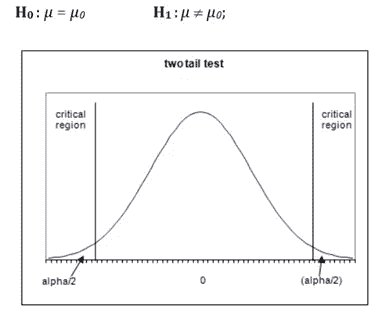 H₀ : μ = μ₀ H₁ : μ ≠ μ₀;
two tail test
critical region
critical region
alpha/2 0 (alpha/2)